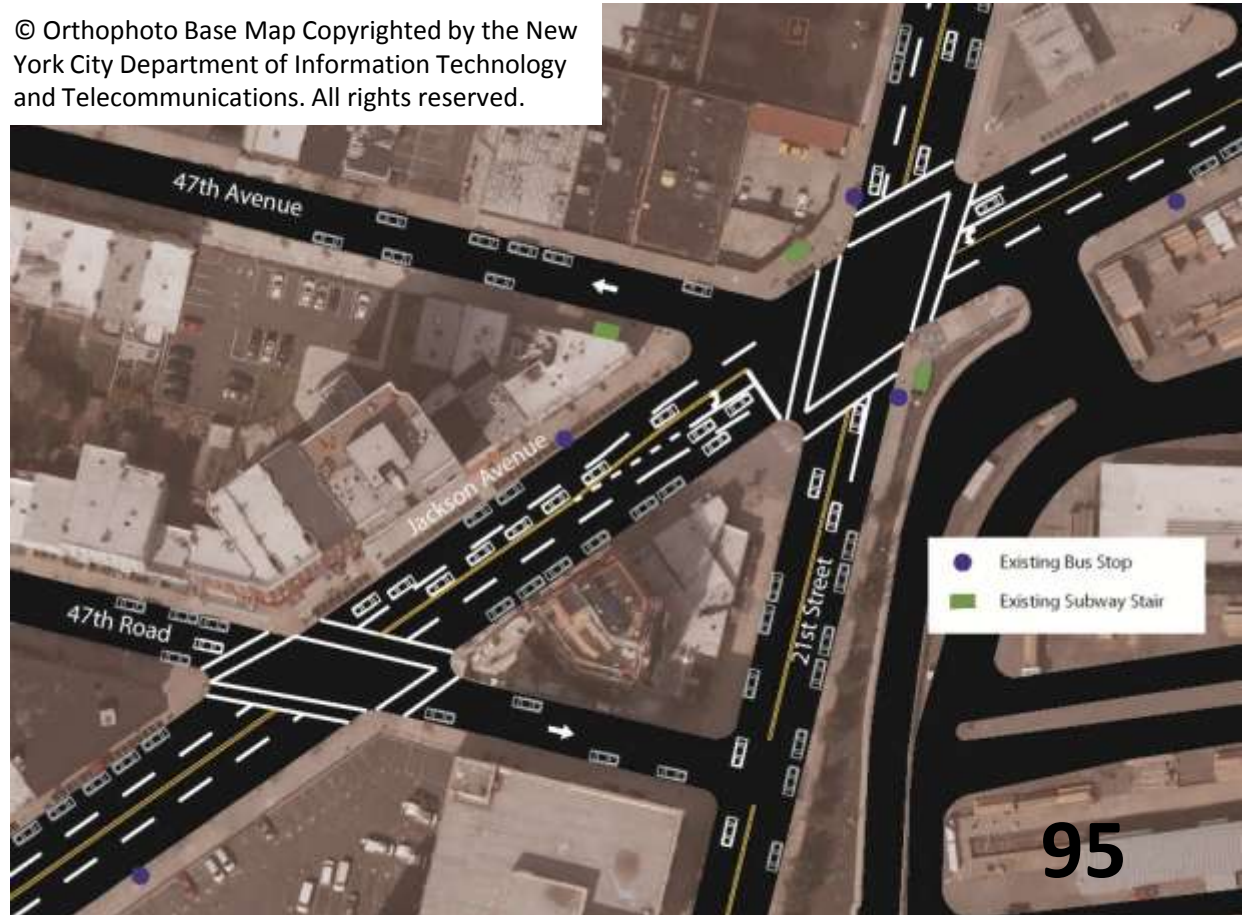 © Orthophoto Base Map Copyrighted by the New
York City Department of Information Technology
and Telecommunications. All rights reserved.
47th Avenue
Jackson Avenue
47th Road
21st Street
Existing Bus Stop
Existing Subway Stair
95